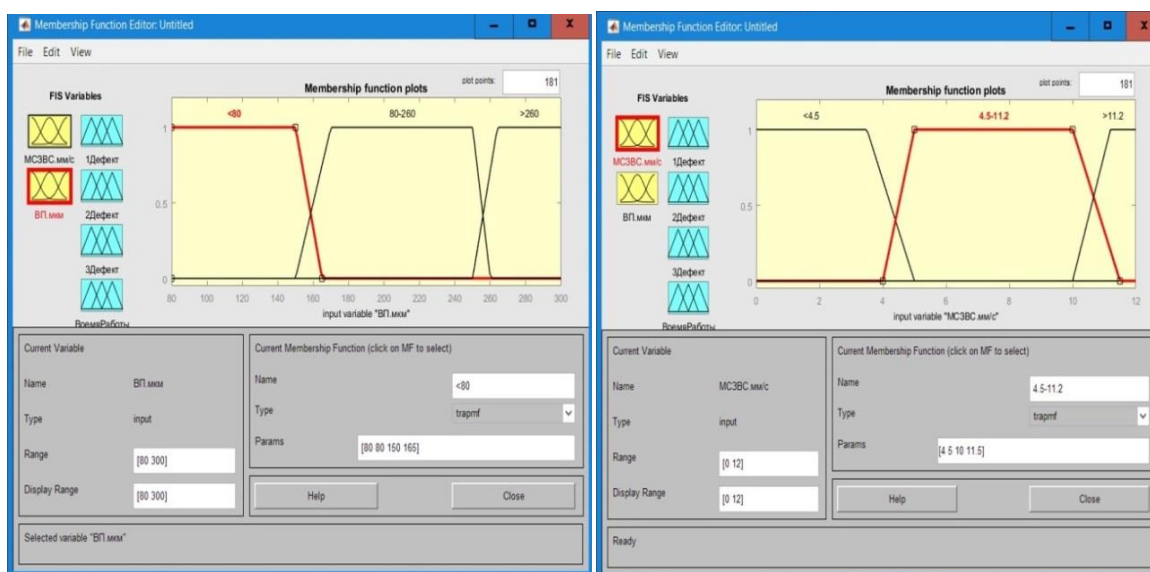 Membership Function Editor: Untitled
File Edit View
FIS Variables
МСЗВС.мм/с
1Дефект
ВП.мкм
2Дефект
3Дефект
ВремяРаботы
Membership function plots
plot points:
181
<80
80-260
>260
1
0.5
0
80 100 120 140 160 180 200 220 240 260 280 300
input variable "ВП.мкм"
Current Variable
Name ВП.мкм
Type input
Range [80 300]
Display Range [80 300]
Current Membership Function (click on MF to select)
Name <80
Type trapmf
Params [80 80 150 165]
Help Close
Selected variable "ВП.мкм"
Membership Function Editor: Untitled
File Edit View
FIS Variables
МСЗВС.мм/с
1Дефект
ВП.мкм
2Дефект
3Дефект
ВремяРаботы
Membership function plots
plot points:
181
<4.5
4.5-11.2
>11.2
1
0.5
0
0 2 4 6 8 10 12
input variable "МСЗВС.мм/с"
Current Variable
Name МСЗВС.мм/с
Type input
Range [0 12]
Display Range [0 12]
Current Membership Function (click on MF to select)
Name 4.5-11.2
Type trapmf
Params [4 5 10 11.5]
Help Close
Ready